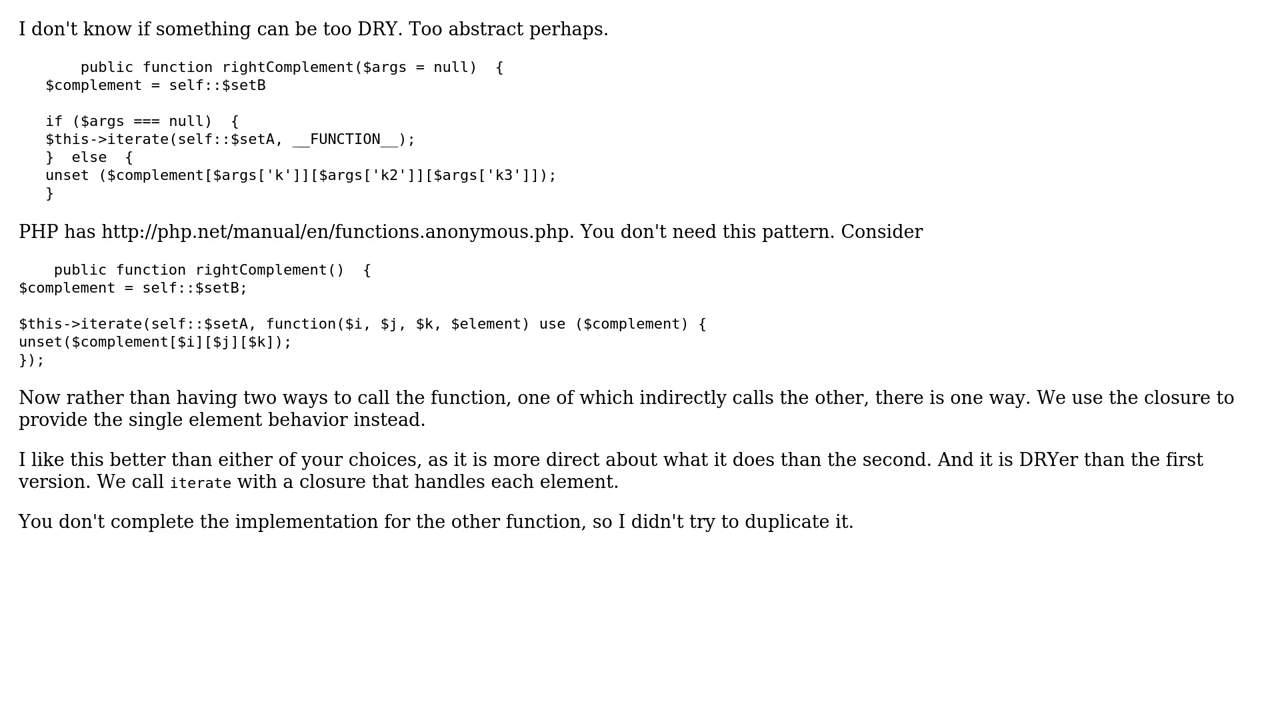 I don't know if something can be too DRY. Too abstract perhaps.
public function rightComplement($args = null)  {
$complement = self::$setB
if ($args === null)  {
$this->iterate(self::$setA, __FUNCTION__);
}  else  {
unset ($complement[$args['k']][$args['k2']][$args['k3']]);
}
PHP has http://php.net/manual/en/functions.anonymous.php. You don't need this pattern. Consider
public function rightComplement()  {
$complement = self::$setB;
$this->iterate(self::$setA, function($i, $j, $k, $element) use ($complement) {
unset($complement[$i][$j][$k]);
});
Now rather than having two ways to call the function, one of which indirectly calls the other, there is one way. We use the closure to
provide the single element behavior instead.
I like this better than either of your choices, as it is more direct about what it does than the second. And it is DRYer than the first
version. We call iterate with a closure that handles each element.
You don't complete the implementation for the other function, so I didn't try to duplicate it.